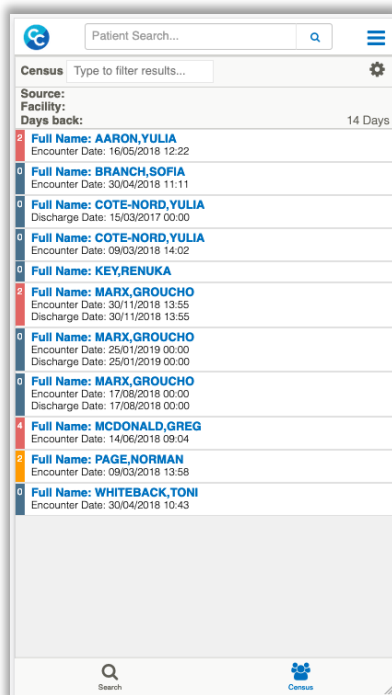 CC
Patient Search...
Census Type to filter results...
Source:
Facility:
Days back: 14 Days
2 Full Name: AARON,YULIA
Encounter Date: 16/05/2018 12:22
0 Full Name: BRANCH,SOFIA
Encounter Date: 30/04/2018 11:11
0 Full Name: COTE-NORD,YULIA
Discharge Date: 15/03/2017 00:00
0 Full Name: COTE-NORD,YULIA
Encounter Date: 09/03/2018 14:02
0 Full Name: KEY,RENUKA
2 Full Name: MARX,GROUCHO
Encounter Date: 30/11/2018 13:55
Discharge Date: 30/11/2018 13:55
0 Full Name: MARX,GROUCHO
Encounter Date: 25/01/2019 00:00
Discharge Date: 25/01/2019 00:00
0 Full Name: MARX,GROUCHO
Encounter Date: 17/08/2018 00:00
Discharge Date: 17/08/2018 00:00
4 Full Name: MCDONALD,GREG
Encounter Date: 14/06/2018 09:04
2 Full Name: PAGE,NORMAN
Encounter Date: 09/03/2018 13:58
0 Full Name: WHITEBACK,TONI
Encounter Date: 30/04/2018 10:43
Search Census